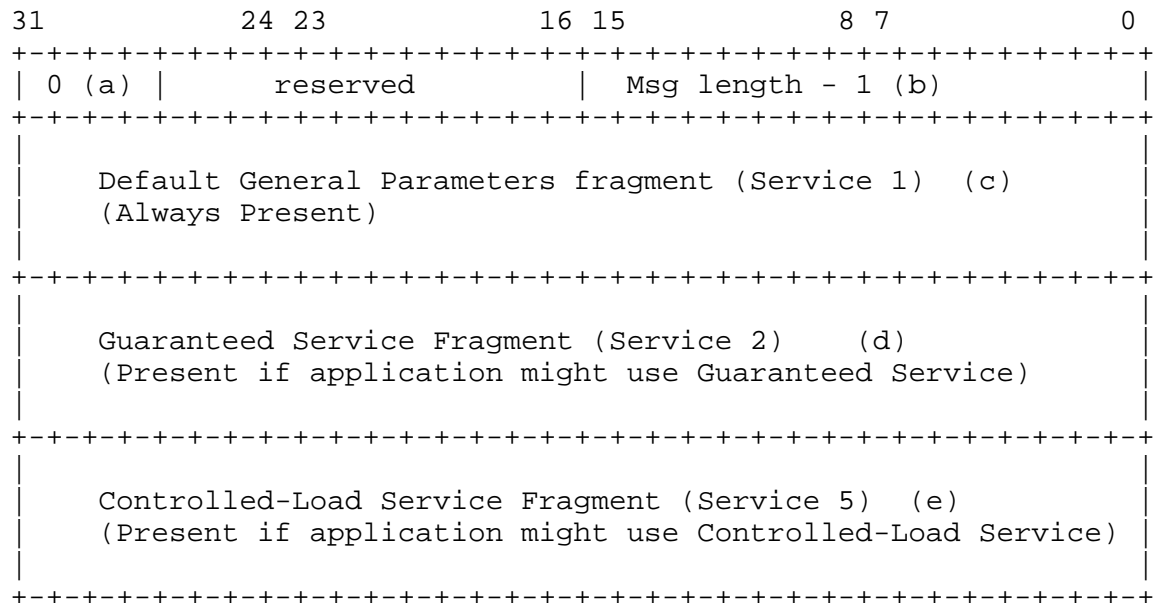 31           24 23            16 15            8 7             0
+-+-+-+-+-+-+-+-+-+-+-+-+-+-+-+-+-+-+-+-+-+-+-+-+-+-+-+-+-+-+-+-+
| 0 (a) |      reserved         |  Msg length - 1 (b)           |
+-+-+-+-+-+-+-+-+-+-+-+-+-+-+-+-+-+-+-+-+-+-+-+-+-+-+-+-+-+-+-+-+
|                                                               |
|    Default General Parameters fragment (Service 1)  (c)       |
|    (Always Present)                                           |
|                                                               |
+-+-+-+-+-+-+-+-+-+-+-+-+-+-+-+-+-+-+-+-+-+-+-+-+-+-+-+-+-+-+-+-+
|                                                               |
|    Guaranteed Service Fragment (Service 2)    (d)             |
|    (Present if application might use Guaranteed Service)      |
|                                                               |
+-+-+-+-+-+-+-+-+-+-+-+-+-+-+-+-+-+-+-+-+-+-+-+-+-+-+-+-+-+-+-+-+
|                                                               |
|    Controlled-Load Service Fragment (Service 5)  (e)          |
|    (Present if application might use Controlled-Load Service) |
|                                                               |
+-+-+-+-+-+-+-+-+-+-+-+-+-+-+-+-+-+-+-+-+-+-+-+-+-+-+-+-+-+-+-+-+